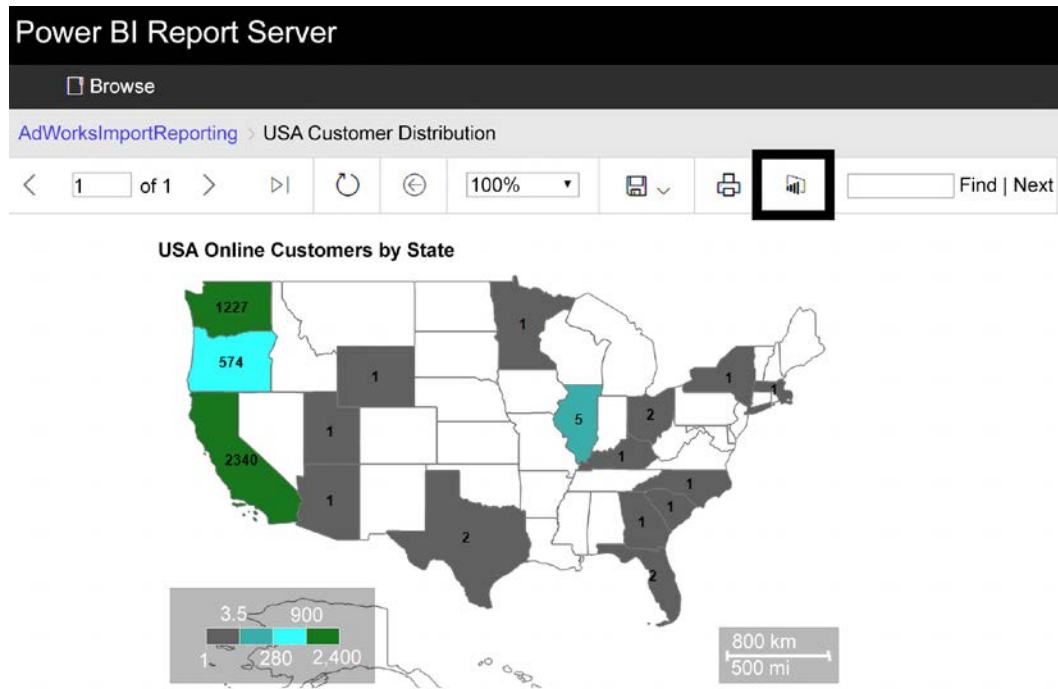 Power BI Report Server
Browse
AdWorksImportReporting > USA Customer Distribution
1 of 1 100% Find | Next
USA Online Customers by State
1227
1
574
1
1
1
5
2
1
2340
1
1
1
1
2
1
2
3.5 900
1 280 2,400
800 km
500 mi